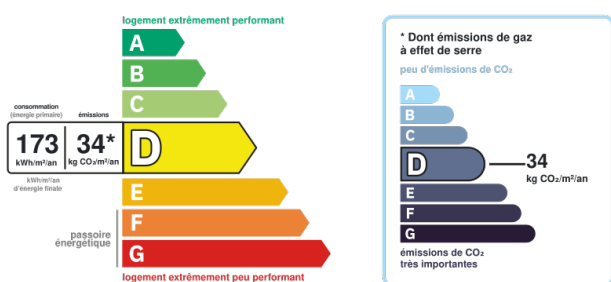 logement extrêmement performant
A
B
C
consommation
(énergie primaire)
émissions
173
kWh/m²/an
34*
kg CO₂/m²/an
D
kWh/m²/an
d'énergie finale
E
F
passoire
énergétique
G
logement extrêmement peu performant
* Dont émissions de gaz
à effet de serre
peu d'émissions de CO₂
A
B
C
D
34
kg CO₂/m²/an
E
F
G
émissions de CO₂
très importantes